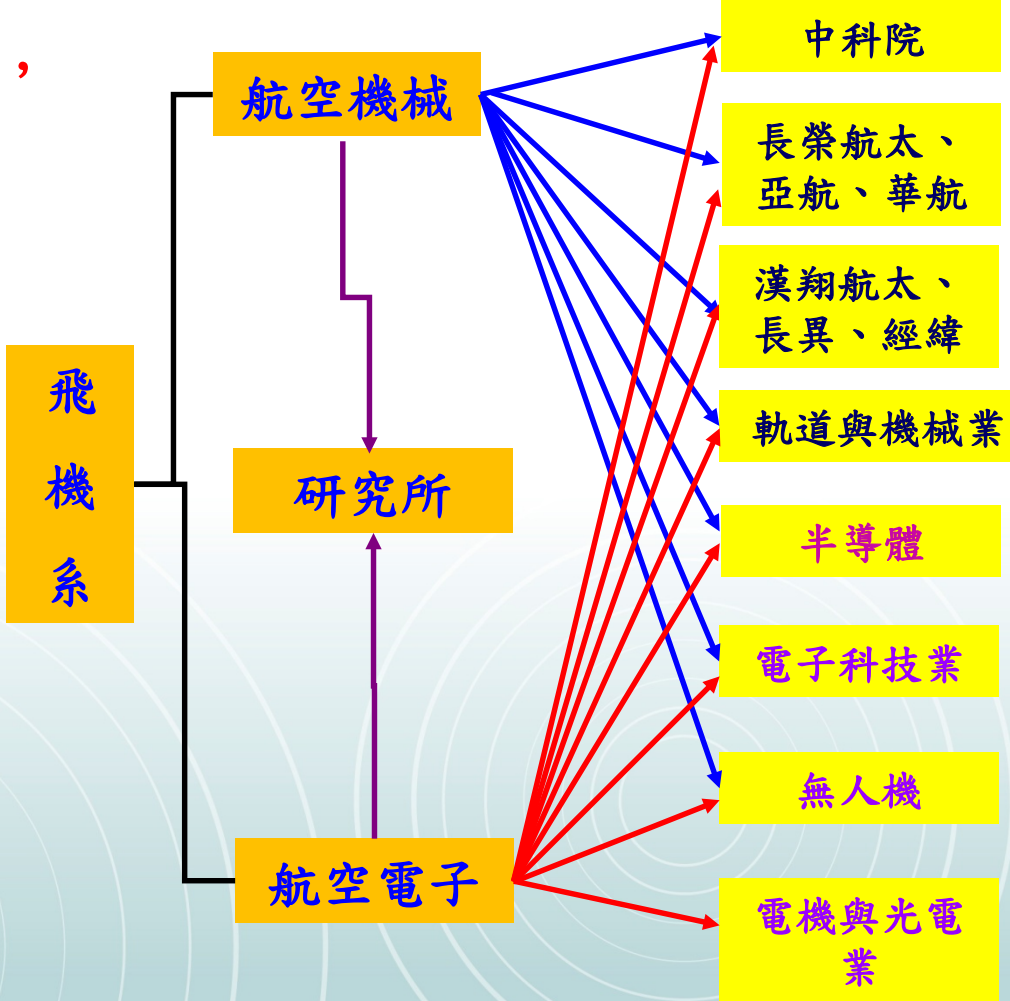 ，
航空機械
飛
機
系
研究所
航空電子
中科院
長榮航太、
亞航、華航
漢翔航太、
長異、經緯
軌道與機械業
半導體
電子科技業
無人機
電機與光電
業